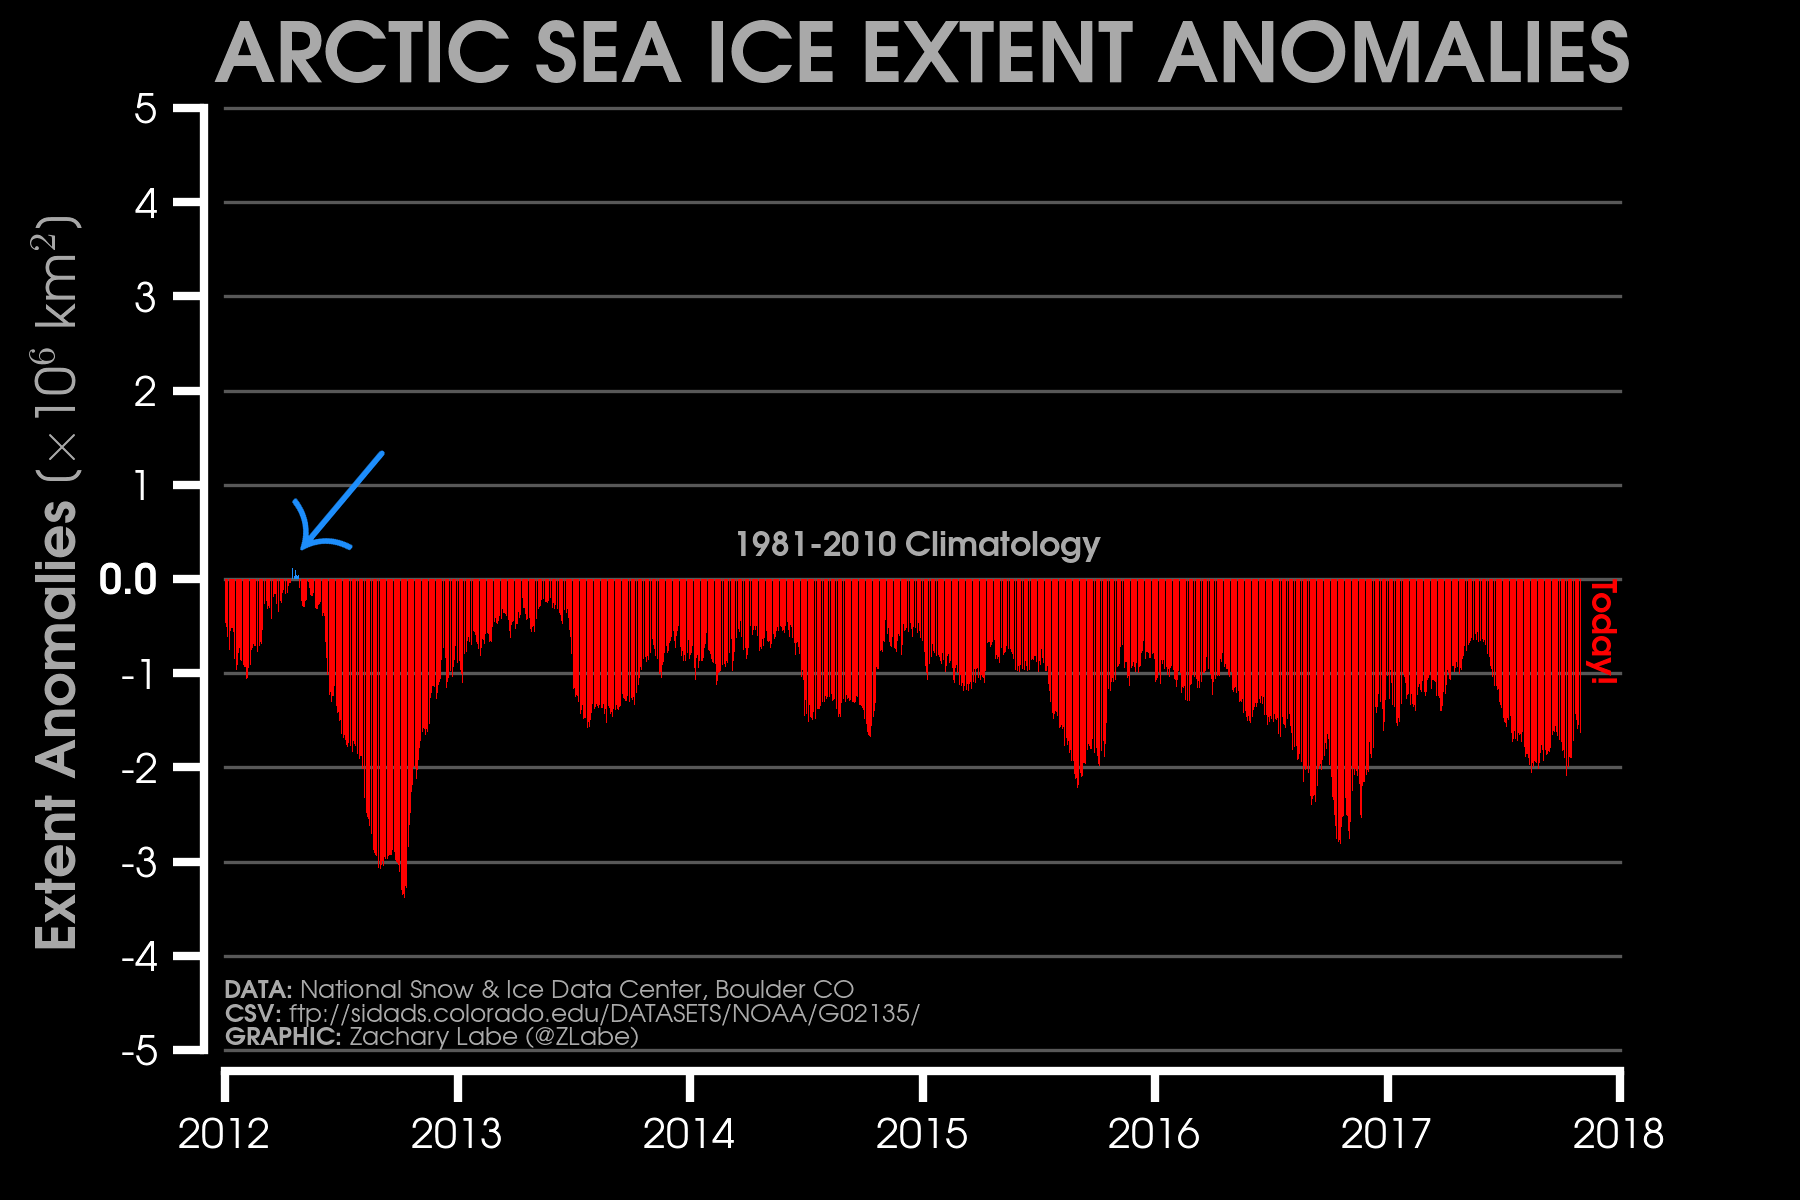 ARCTIC SEA ICE EXTENT ANOMALIES
Extent Anomalies (×10⁶ km²)
5
4
3
2
1
0.0
-1
-2
-3
-4
-5
1981-2010 Climatology
Today!
DATA: National Snow & Ice Data Center, Boulder CO
CSV: ftp://sidads.colorado.edu/DATASETS/NOAA/G02135/
GRAPHIC: Zachary Labe (@ZLabe)
2012 2013 2014 2015 2016 2017 2018